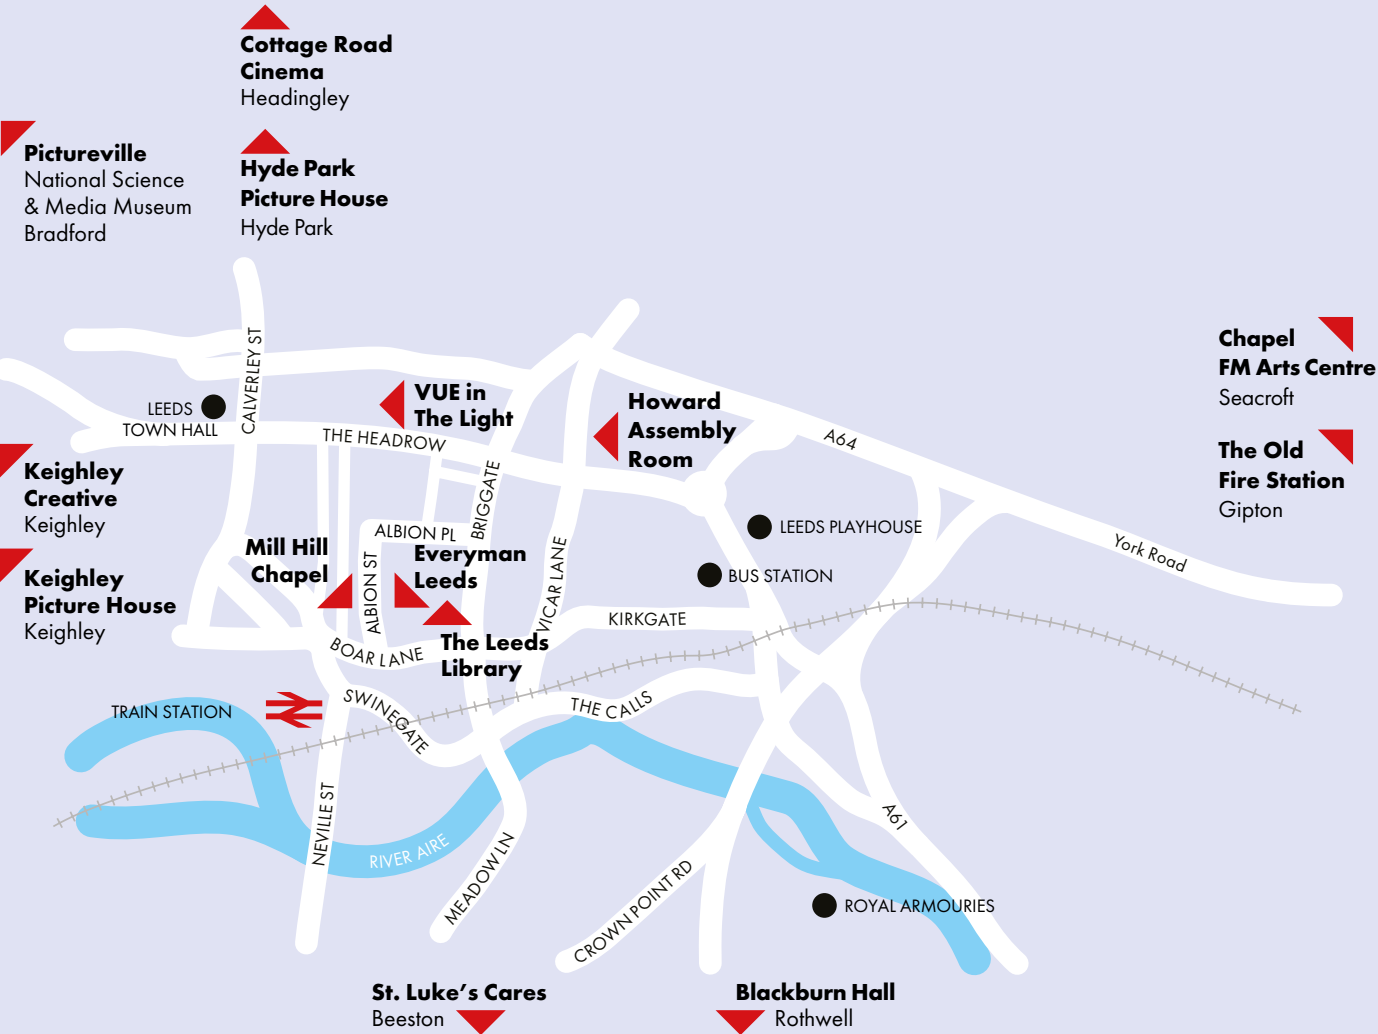 Cottage Road
Cinema
Headingley
Pictureville
National Science
& Media Museum
Bradford
Hyde Park
Picture House
Hyde Park
Chapel
FM Arts Centre
Seacroft
The Old
Fire Station
Gipton
CALVERLEY ST
LEEDS
TOWN HALL
THE HEADROW
VUE in
The Light
Howard
Assembly
Room
A64
York Road
Keighley
Creative
Keighley
Keighley
Picture House
Keighley
BRIGGATE
ALBION PL
Mill Hill
Chapel
ALBION ST
Everyman
Leeds
VICAR LANE
LEEDS PLAYHOUSE
BUS STATION
KIRKGATE
BOAR LANE
The Leeds
Library
TRAIN STATION
SWINEGATE
THE CALLS
NEVILLE ST
RIVER AIRE
MEADOW LN
CROWN POINT RD
A61
ROYAL ARMOURIES
St. Luke's Cares
Beeston
Blackburn Hall
Rothwell